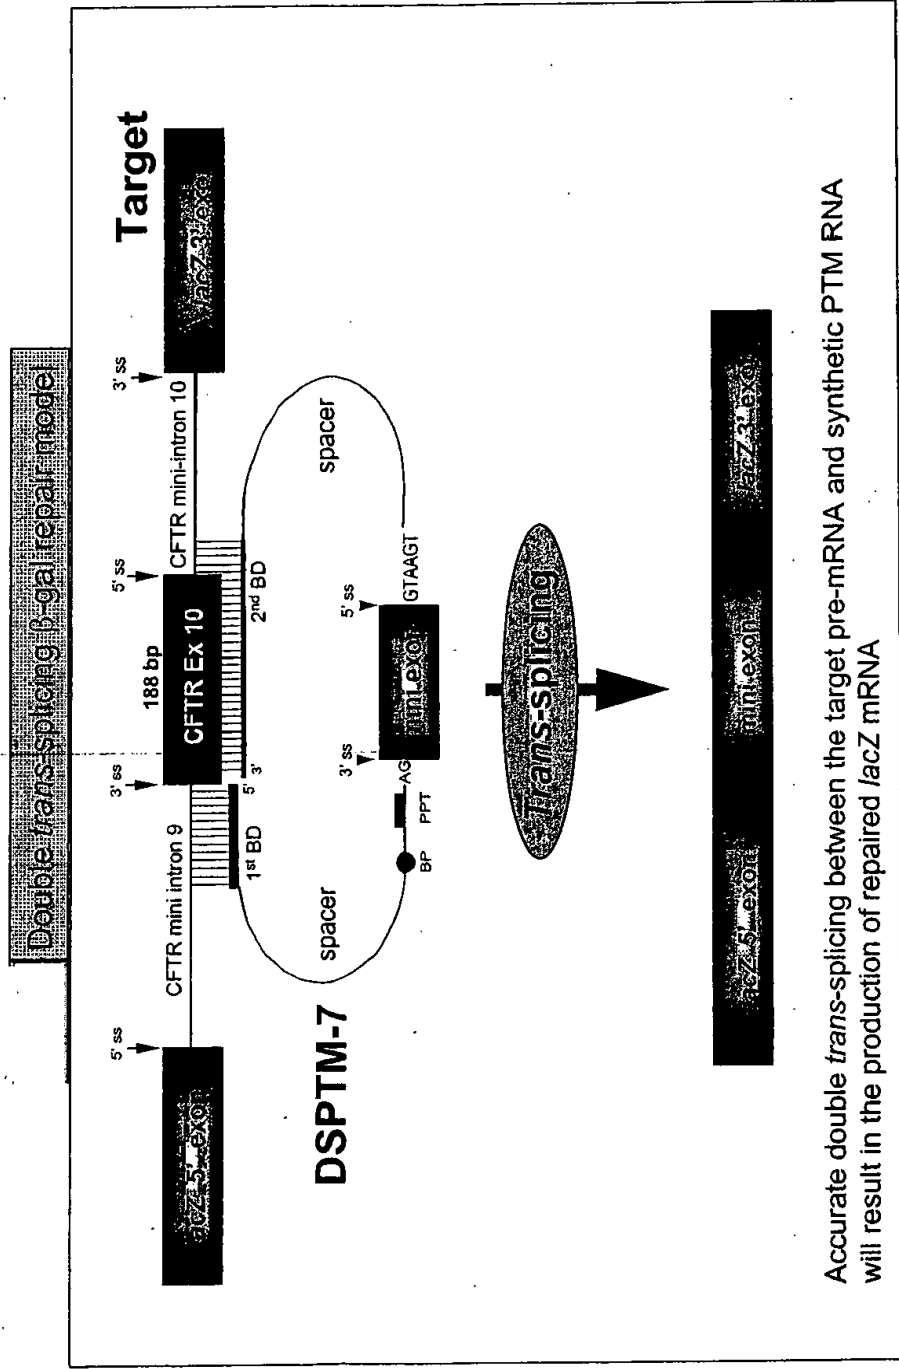 Double trans-splicing β-gal repair model
Target
5' ss
3' ss
188 bp
5' ss
3' ss
lacZ 5' exon
CFTR mini intron 9
CFTR Ex 10
CFTR mini-intron 10
lacZ 3' exo
1st BD
5'
3'
2nd BD
spacer
spacer
DSPTM-7
3' ss
5' ss
BP
PPT
AG
mini exon
GTAAGT
Trans-splicing
lacZ 5' exon
mini exon
lacZ 3' exo
Accurate double trans-splicing between the target pre-mRNA and synthetic PTM RNA
will result in the production of repaired lacZ mRNA